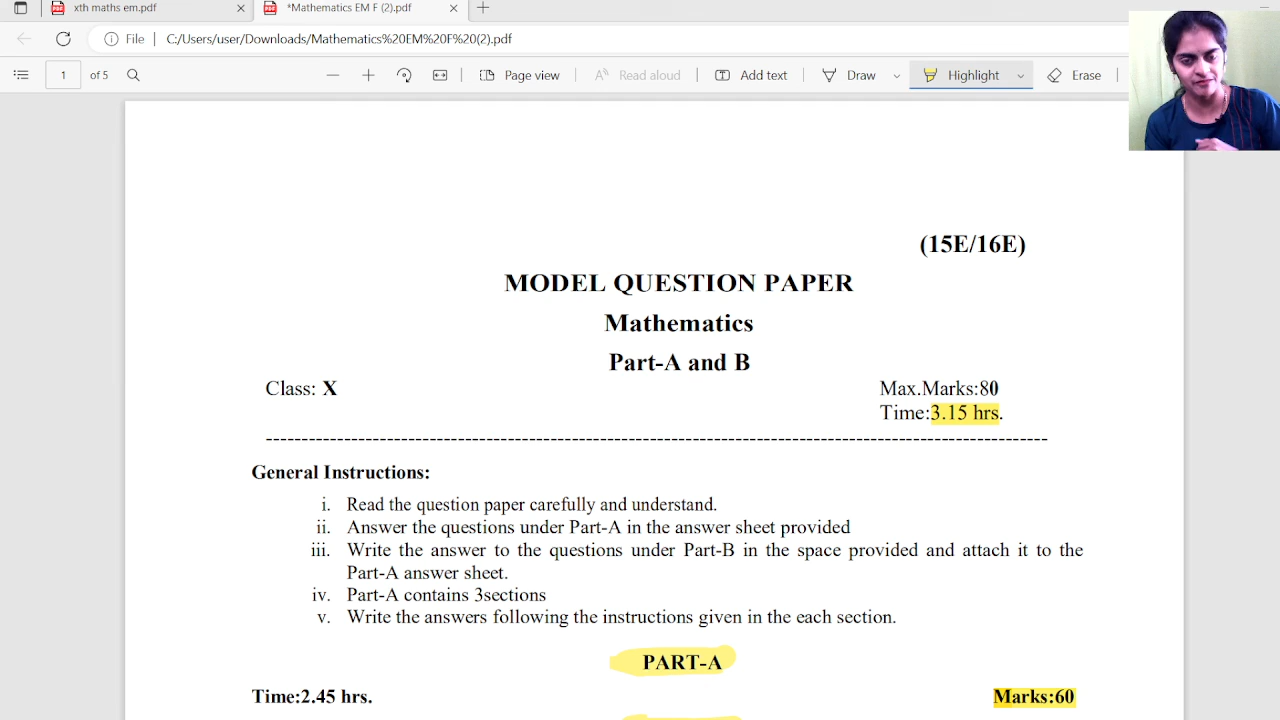 xth maths em.pdf
*Mathematics EM F (2).pdf
File | C:/Users/user/Downloads/Mathematics%20EM%20F%20(2).pdf
1 of 5
Page view
Read aloud
Add text
Draw
Highlight
Erase
(15E/16E)
MODEL QUESTION PAPER
Mathematics
Part-A and B
Class: X
Max.Marks:80
Time:3.15 hrs.
General Instructions:
i. Read the question paper carefully and understand.
ii. Answer the questions under Part-A in the answer sheet provided
iii. Write the answer to the questions under Part-B in the space provided and attach it to the
Part-A answer sheet.
iv. Part-A contains 3sections
v. Write the answers following the instructions given in the each section.
PART-A
Time:2.45 hrs.
Marks:60